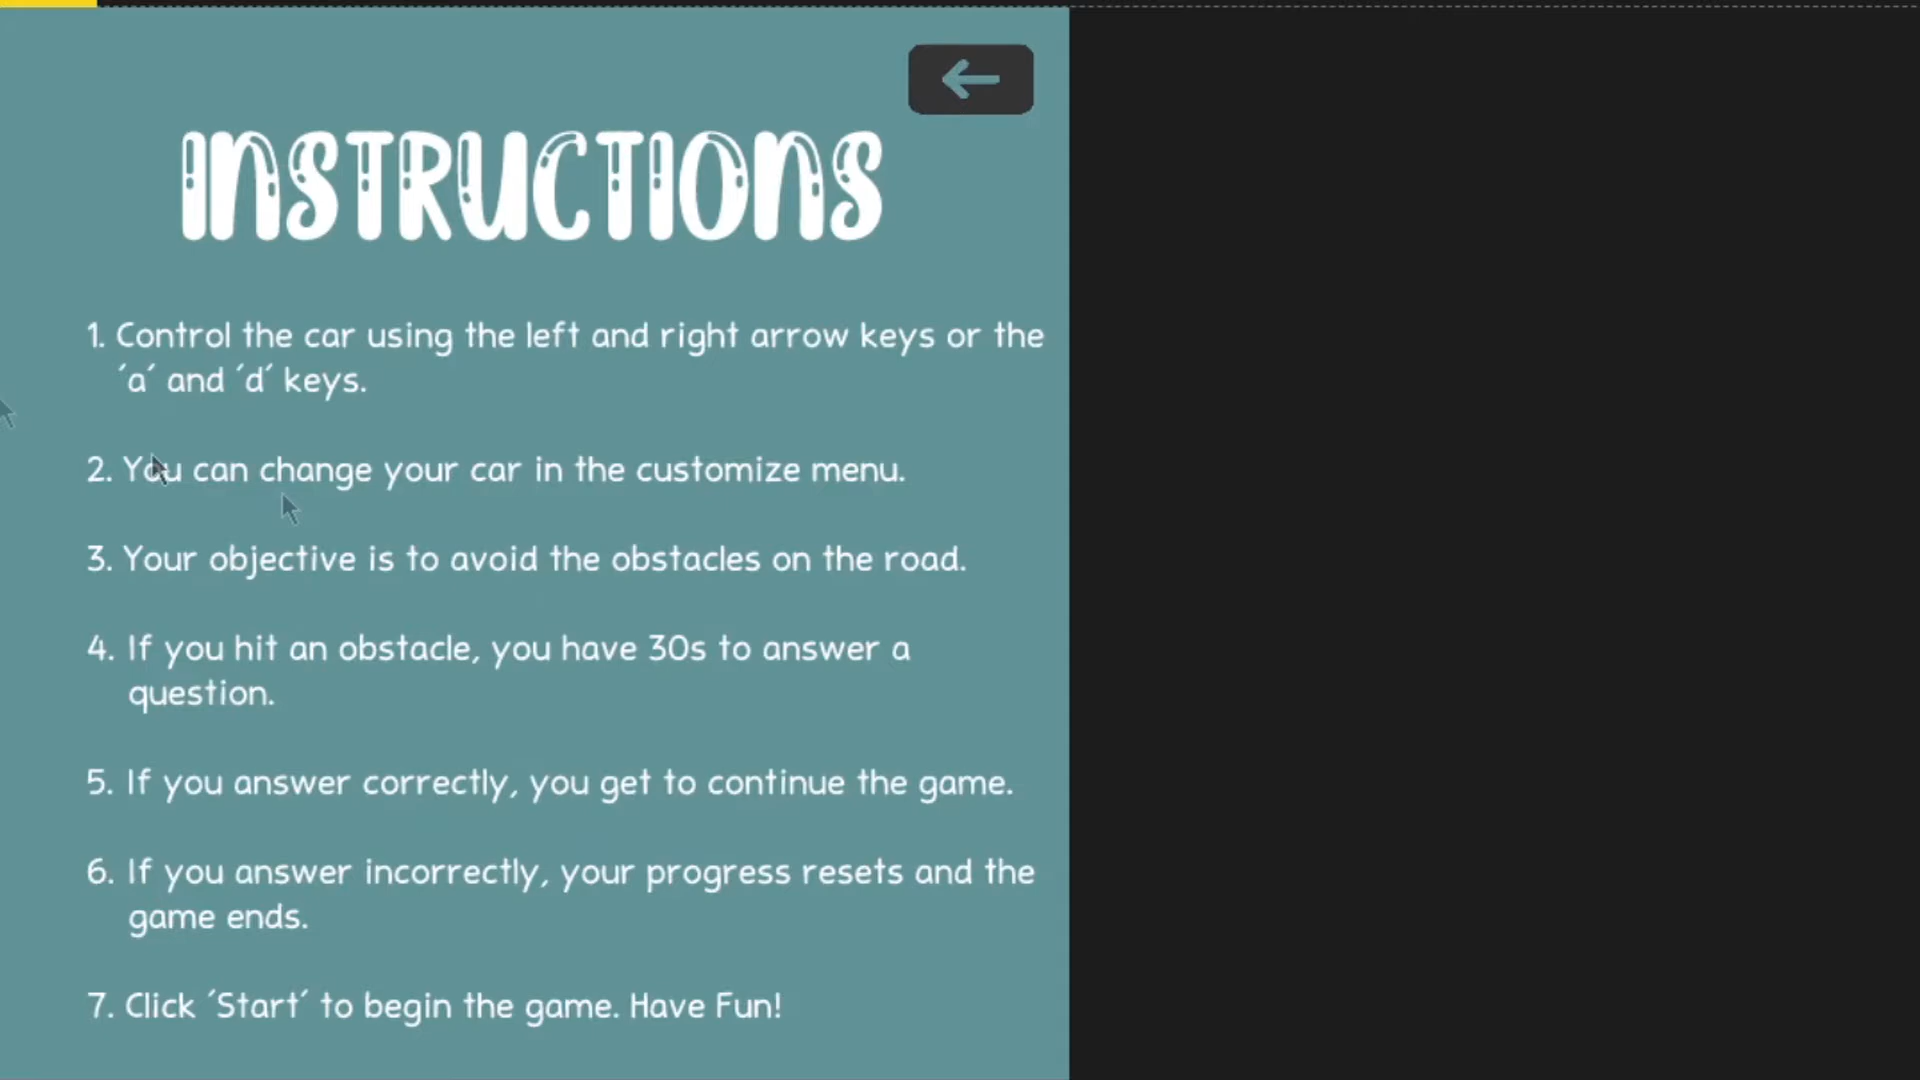 INSTRUCTIONS
1. Control the car using the left and right arrow keys or the
'a' and 'd' keys.
2. You can change your car in the customize menu.
3. Your objective is to avoid the obstacles on the road.
4. If you hit an obstacle, you have 30s to answer a
question.
5. If you answer correctly, you get to continue the game.
6. If you answer incorrectly, your progress resets and the
game ends.
7. Click 'Start' to begin the game. Have Fun!